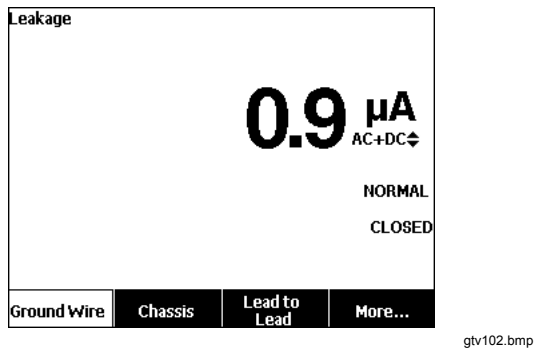 Leakage
0.9 µA
AC+DC
NORMAL
CLOSED
Ground Wire
Chassis
Lead to
Lead
More...
gtv102.bmp